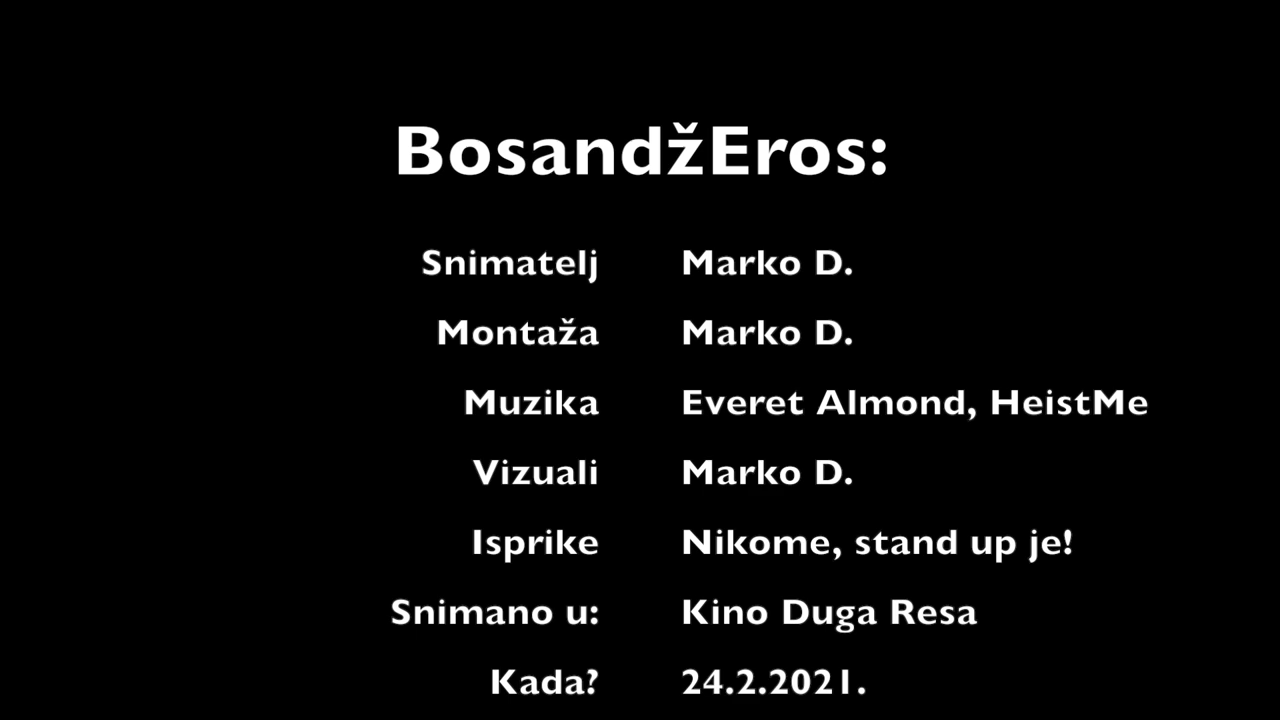 BosandžEros:
Snimatelj Marko D.
Montaža Marko D.
Muzika Everet Almond, HeistMe
Vizuali Marko D.
Isprike Nikome, stand up je!
Snimano u: Kino Duga Resa
Kada? 24.2.2021.